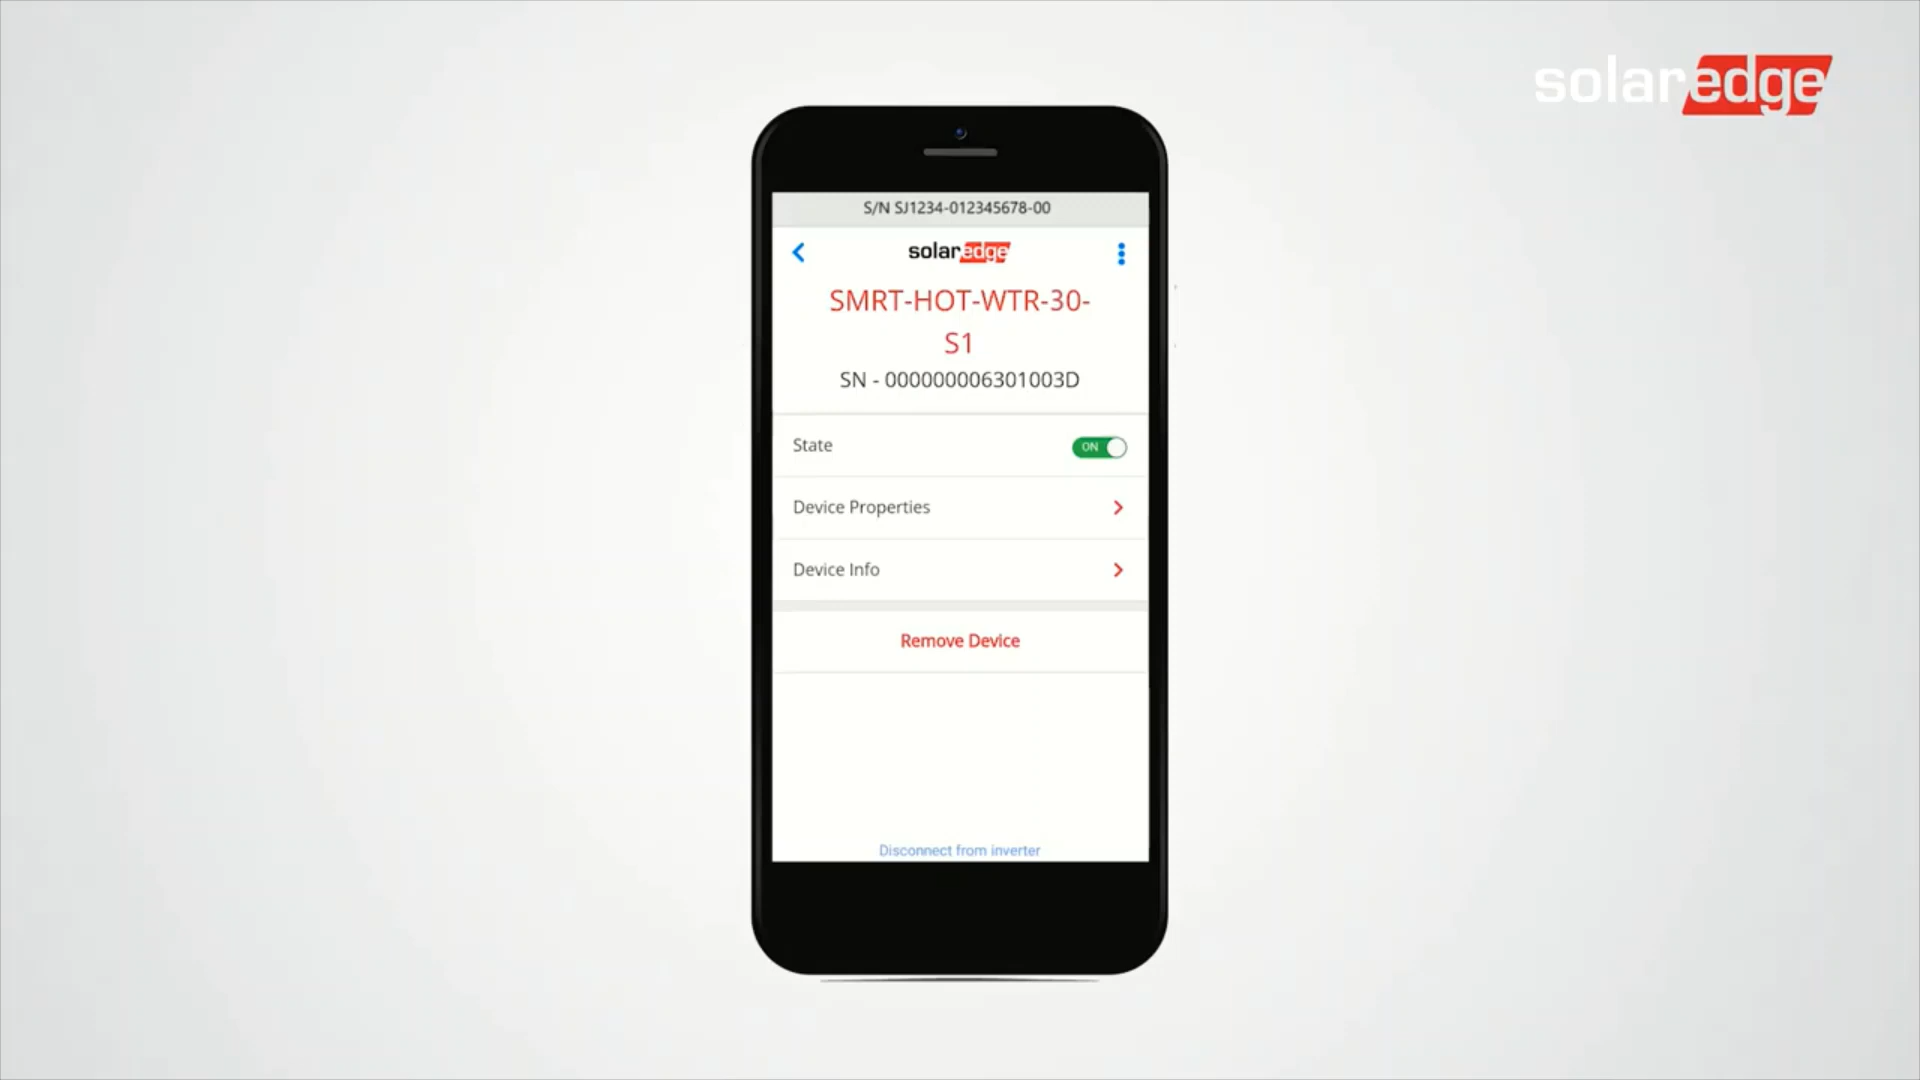 solaredge
S/N SJ1234-012345678-00
solaredge
SMRT-HOT-WTR-30-
S1
SN - 000000006301003D
State
ON
Device Properties
Device Info
Remove Device
Disconnect from inverter